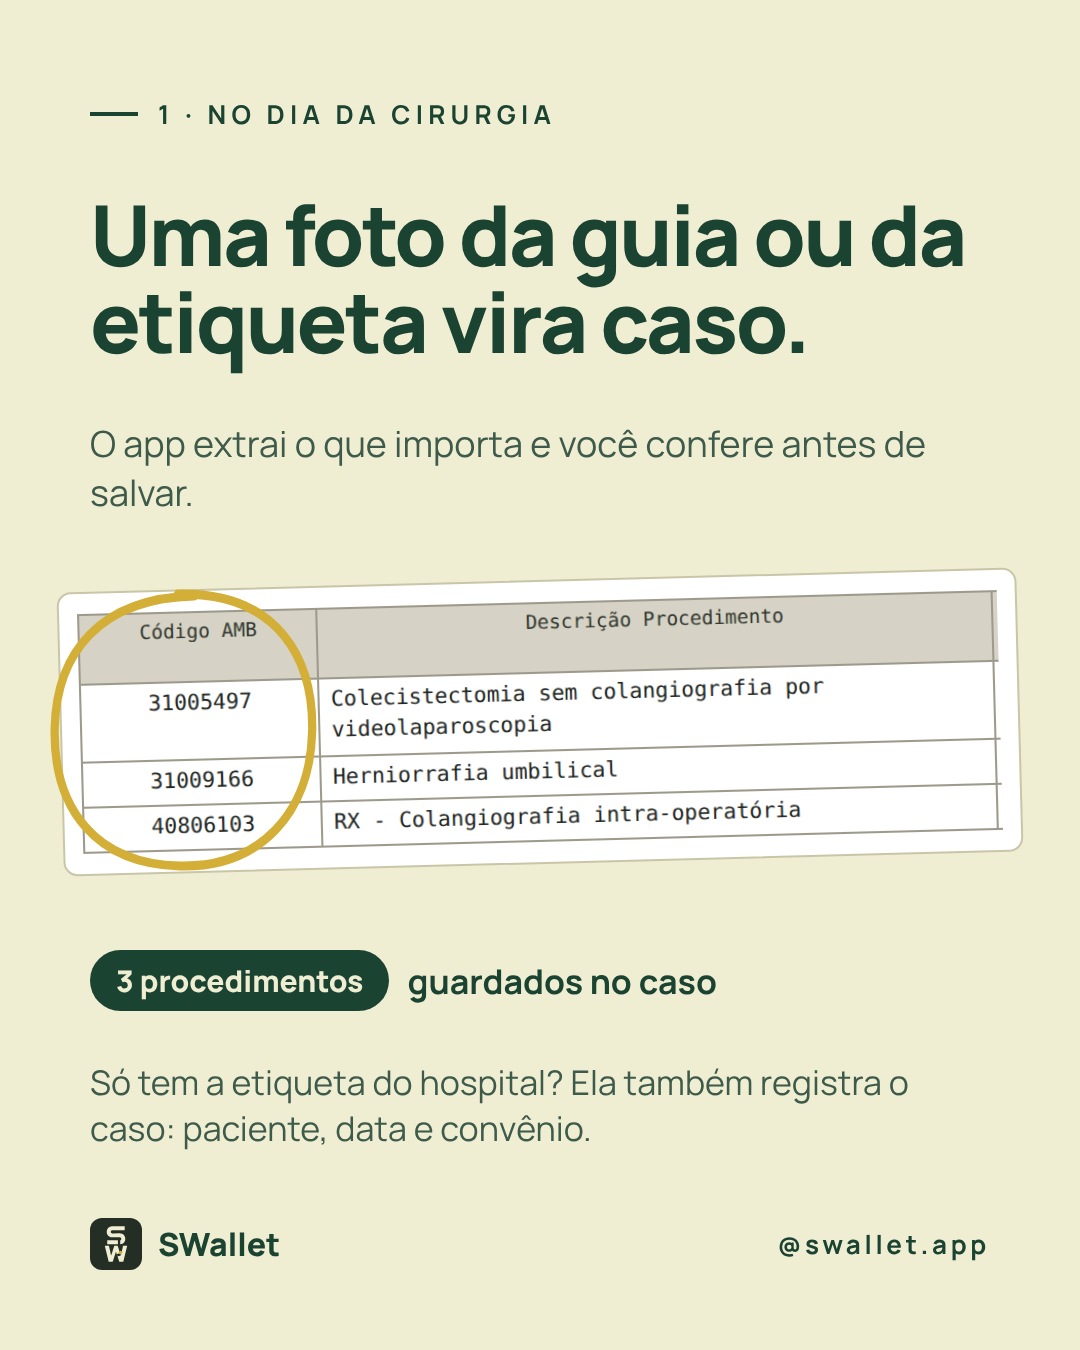 1 · NO DIA DA CIRURGIA
Uma foto da guia ou da
etiqueta vira caso.
O app extrai o que importa e você confere antes de
salvar.
Código AMB Descrição Procedimento
31005497 Colecistectomia sem colangiografia por
videolaparoscopia
31009166 Herniorrafia umbilical
40806103 RX - Colangiografia intra-operatória
3 procedimentos guardados no caso
Só tem a etiqueta do hospital? Ela também registra o
caso: paciente, data e convênio.
SW SWallet @swallet.app